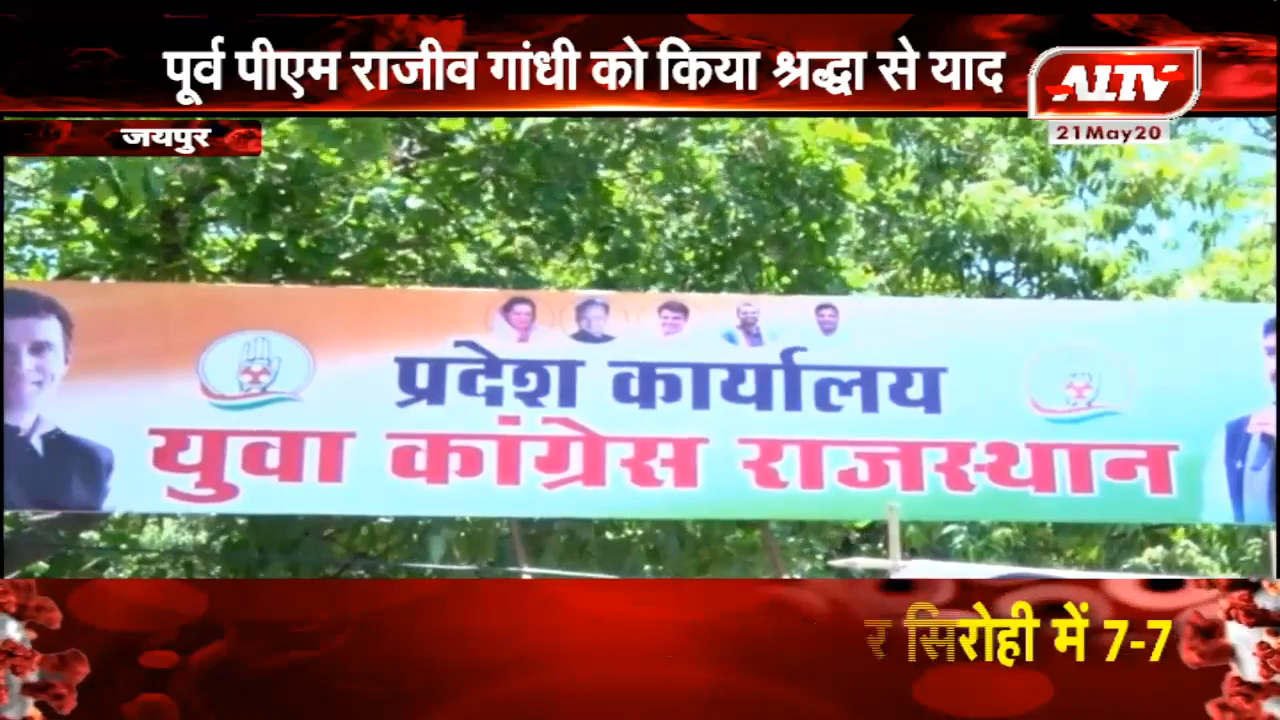 पूर्व पीएम राजीव गांधी को किया श्रद्धा से याद
ALTV
21May20
जयपुर
प्रदेश कार्यालय
युवा कांग्रेस राजस्थान
र सिरोही में 7-7